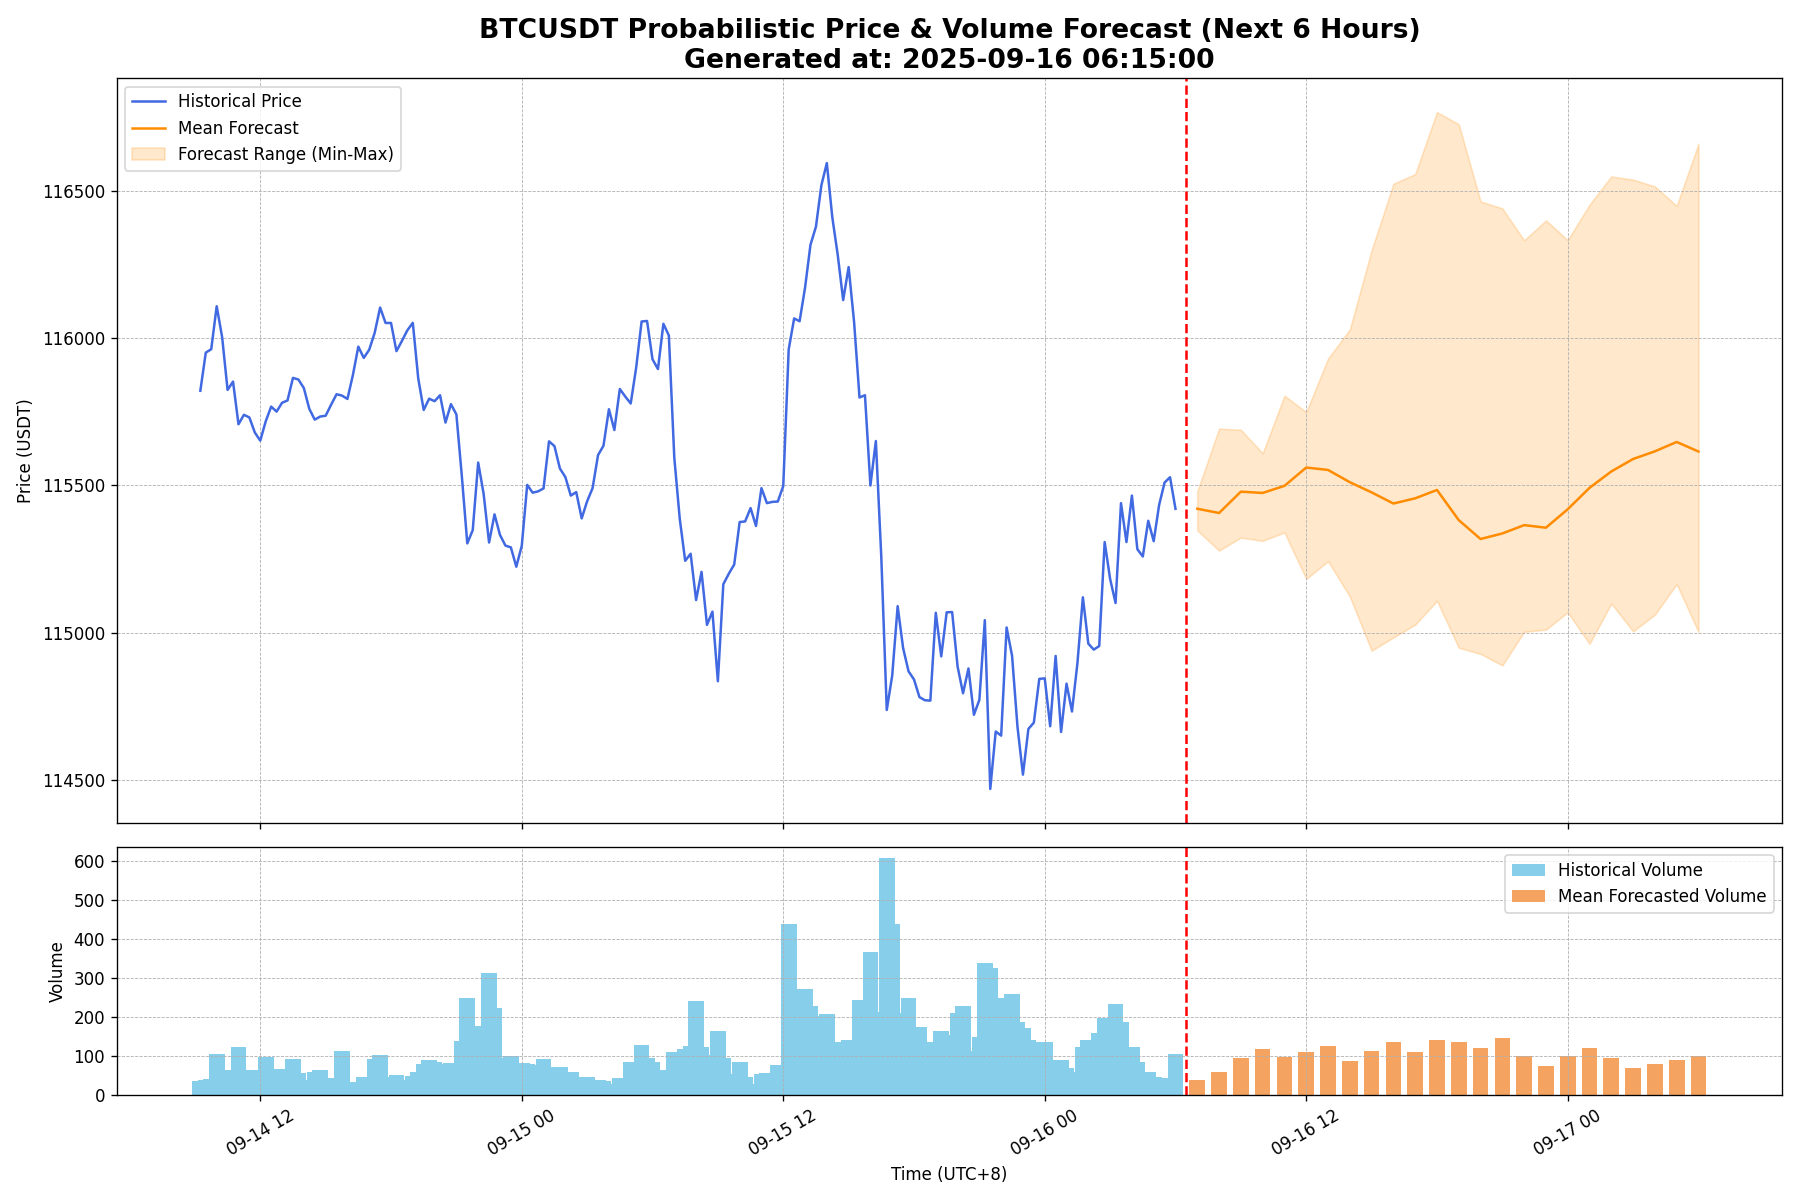 BTCUSDT Probabilistic Price & Volume Forecast (Next 6 Hours)
Generated at: 2025-09-16 06:15:00
Historical Price
Mean Forecast
Forecast Range (Min-Max)
Price (USDT)
116500
116000
115500
115000
114500
Historical Volume
Mean Forecasted Volume
Volume
600
500
400
300
200
100
0
09-14 12
09-15 00
09-15 12
09-16 00
09-16 12
09-17 00
Time (UTC+8)